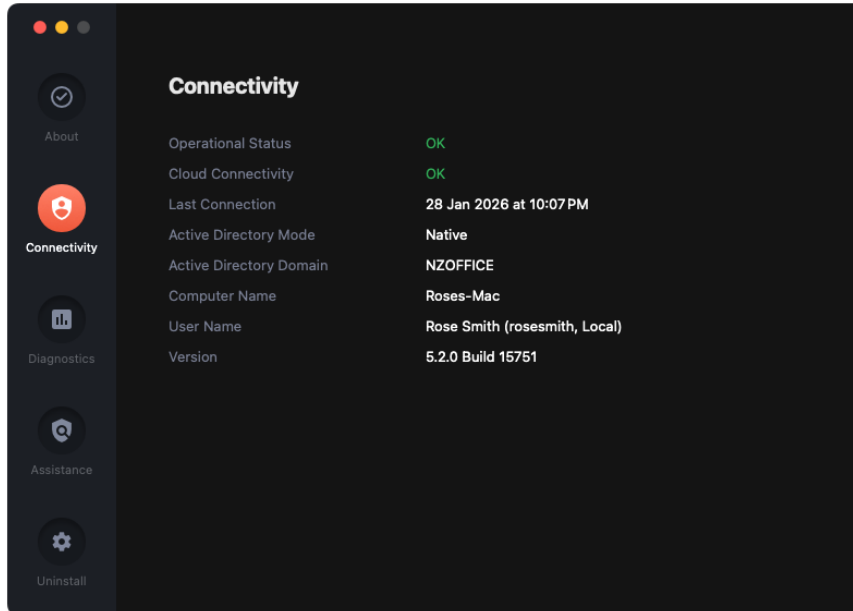 Connectivity
About
Connectivity
Diagnostics
Assistance
Uninstall
Operational Status OK
Cloud Connectivity OK
Last Connection 28 Jan 2026 at 10:07 PM
Active Directory Mode Native
Active Directory Domain NZOFFICE
Computer Name Roses-Mac
User Name Rose Smith (rosesmith, Local)
Version 5.2.0 Build 15751